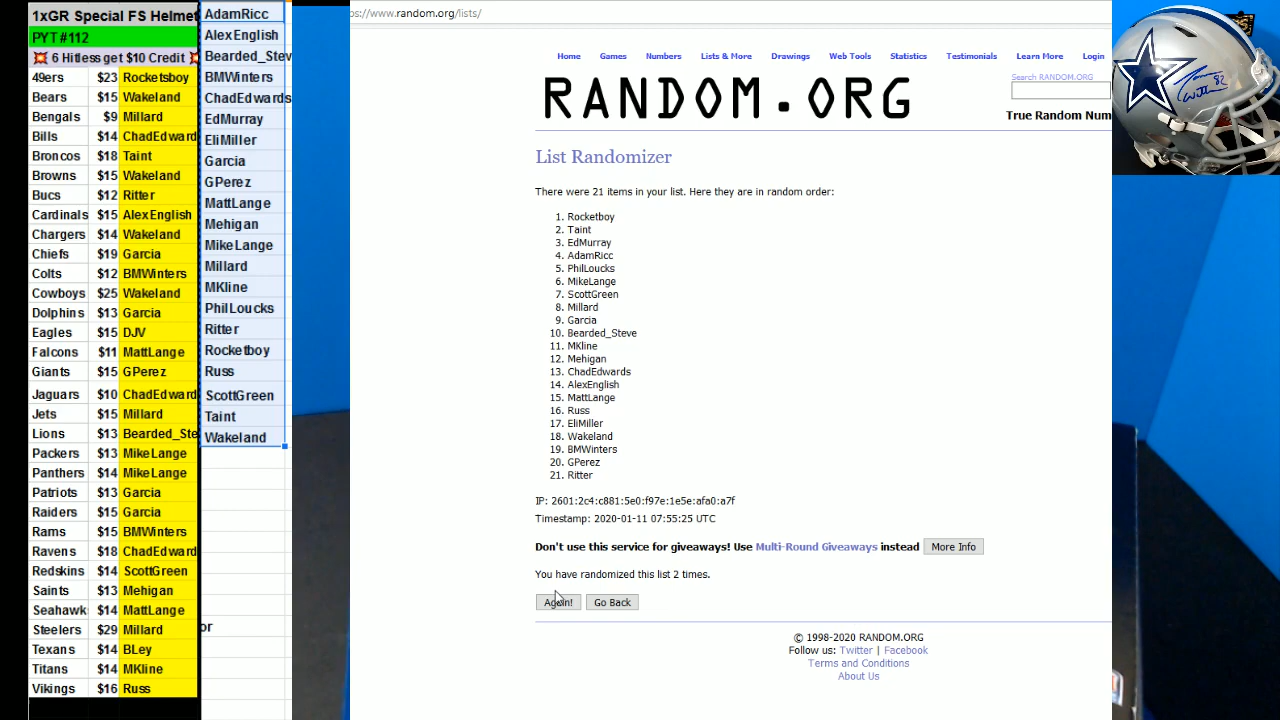 1xGR Special FS Helmet
PYT #112
💥 6 Hitless get $10 Credit 💥
49ers $23 Rocketsboy
Bears $15 Wakeland
Bengals $9 Millard
Bills $14 ChadEdward
Broncos $18 Taint
Browns $15 Wakeland
Bucs $12 Ritter
Cardinals $15 AlexEnglish
Chargers $14 Wakeland
Chiefs $19 Garcia
Colts $12 BMWinters
Cowboys $25 Wakeland
Dolphins $13 Garcia
Eagles $15 DJV
Falcons $11 MattLange
Giants $15 GPerez
Jaguars $10 ChadEdward
Jets $15 Millard
Lions $13 Bearded_Ste
Packers $13 MikeLange
Panthers $14 MikeLange
Patriots $13 Garcia
Raiders $15 Garcia
Rams $15 BMWinters
Ravens $18 ChadEdward
Redskins $14 ScottGreen
Saints $13 Mehigan
Seahawk $14 MattLange
Steelers $29 Millard
Texans $14 BLey
Titans $14 MKline
Vikings $16 Russ
AdamRicc
AlexEnglish
Bearded_Stev
BMWinters
ChadEdwards
EdMurray
EliMiller
Garcia
GPerez
MattLange
Mehigan
MikeLange
Millard
MKline
PhilLoucks
Ritter
Rocketboy
Russ
ScottGreen
Taint
Wakeland
or
ps://www.random.org/lists/
Home Games Numbers Lists & More Drawings Web Tools Statistics Testimonials Learn More Login
RANDOM.ORG
Search RANDOM.ORG
True Random Num
List Randomizer
There were 21 items in your list. Here they are in random order:
1. Rocketboy
2. Taint
3. EdMurray
4. AdamRicc
5. PhilLoucks
6. MikeLange
7. ScottGreen
8. Millard
9. Garcia
10. Bearded_Steve
11. MKline
12. Mehigan
13. ChadEdwards
14. AlexEnglish
15. MattLange
16. Russ
17. EliMiller
18. Wakeland
19. BMWinters
20. GPerez
21. Ritter
IP: 2601:2c4:c881:5e0:f97e:1e5e:afa0:a7f
Timestamp: 2020-01-11 07:55:25 UTC
Don't use this service for giveaways! Use Multi-Round Giveaways instead More Info
You have randomized this list 2 times.
Again! Go Back
© 1998-2020 RANDOM.ORG
Follow us: Twitter | Facebook
Terms and Conditions
About Us